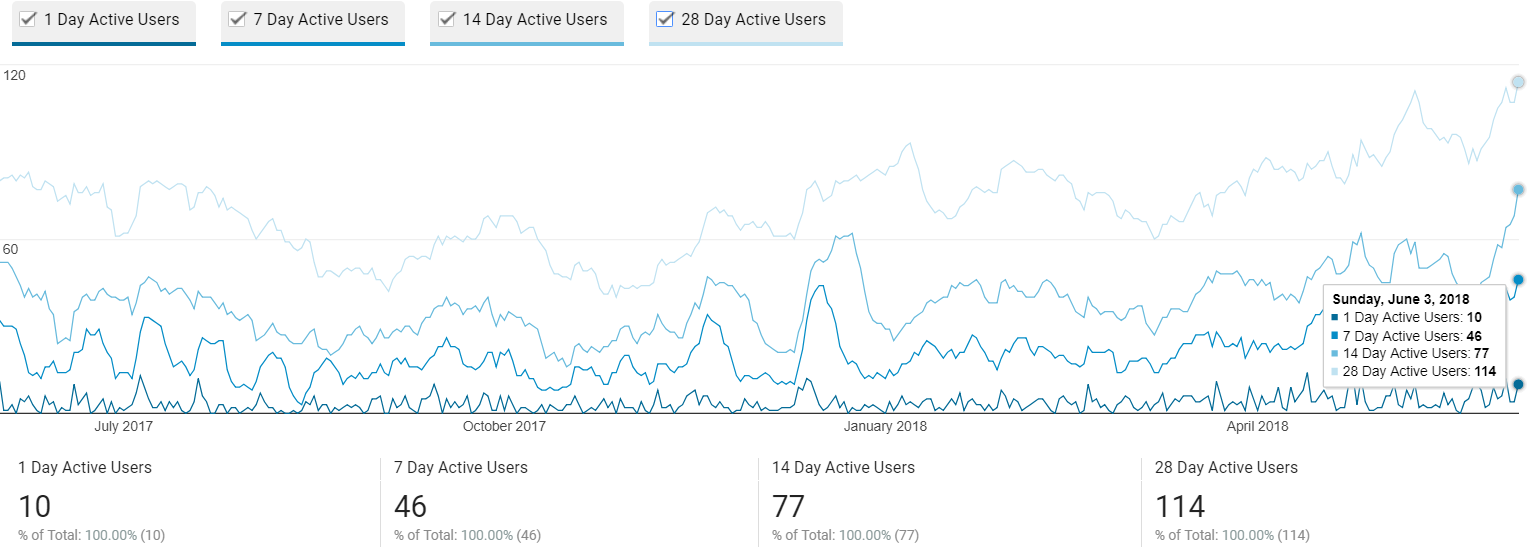 1 Day Active Users 7 Day Active Users 14 Day Active Users 28 Day Active Users
120
60
Sunday, June 3, 2018
1 Day Active Users: 10
7 Day Active Users: 46
14 Day Active Users: 77
28 Day Active Users: 114
July 2017 October 2017 January 2018 April 2018
1 Day Active Users 7 Day Active Users 14 Day Active Users 28 Day Active Users
10 46 77 114
% of Total: 100.00% (10) % of Total: 100.00% (46) % of Total: 100.00% (77) % of Total: 100.00% (114)